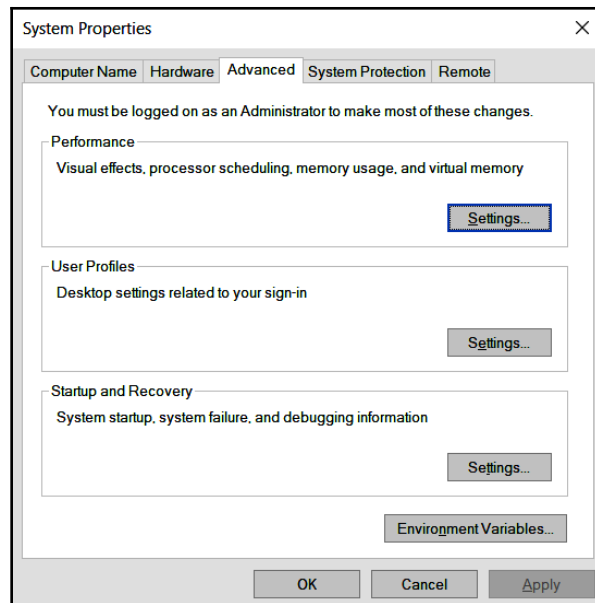 System Properties
Computer Name Hardware Advanced System Protection Remote
You must be logged on as an Administrator to make most of these changes.
Performance
Visual effects, processor scheduling, memory usage, and virtual memory
Settings...
User Profiles
Desktop settings related to your sign-in
Settings...
Startup and Recovery
System startup, system failure, and debugging information
Settings...
Environment Variables...
OK Cancel Apply